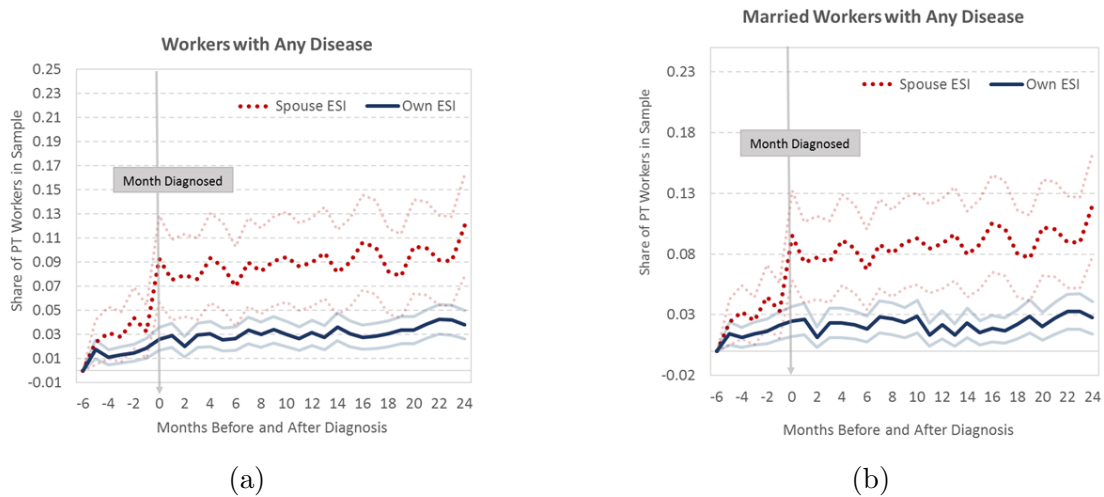 Workers with Any Disease
Share of PT Workers in Sample
0.25
0.23
0.21
0.19
0.17
0.15
0.13
0.11
0.09
0.07
0.05
0.03
0.01
-0.01
Spouse ESI
Own ESI
Month Diagnosed
-6 -4 -2 0 2 4 6 8 10 12 14 16 18 20 22 24
Months Before and After Diagnosis
(a)
Married Workers with Any Disease
Share of PT Workers in Sample
0.23
0.18
0.13
0.08
0.03
-0.02
Spouse ESI
Own ESI
Month Diagnosed
-6 -4 -2 0 2 4 6 8 10 12 14 16 18 20 22 24
Months Before and After Diagnosis
(b)